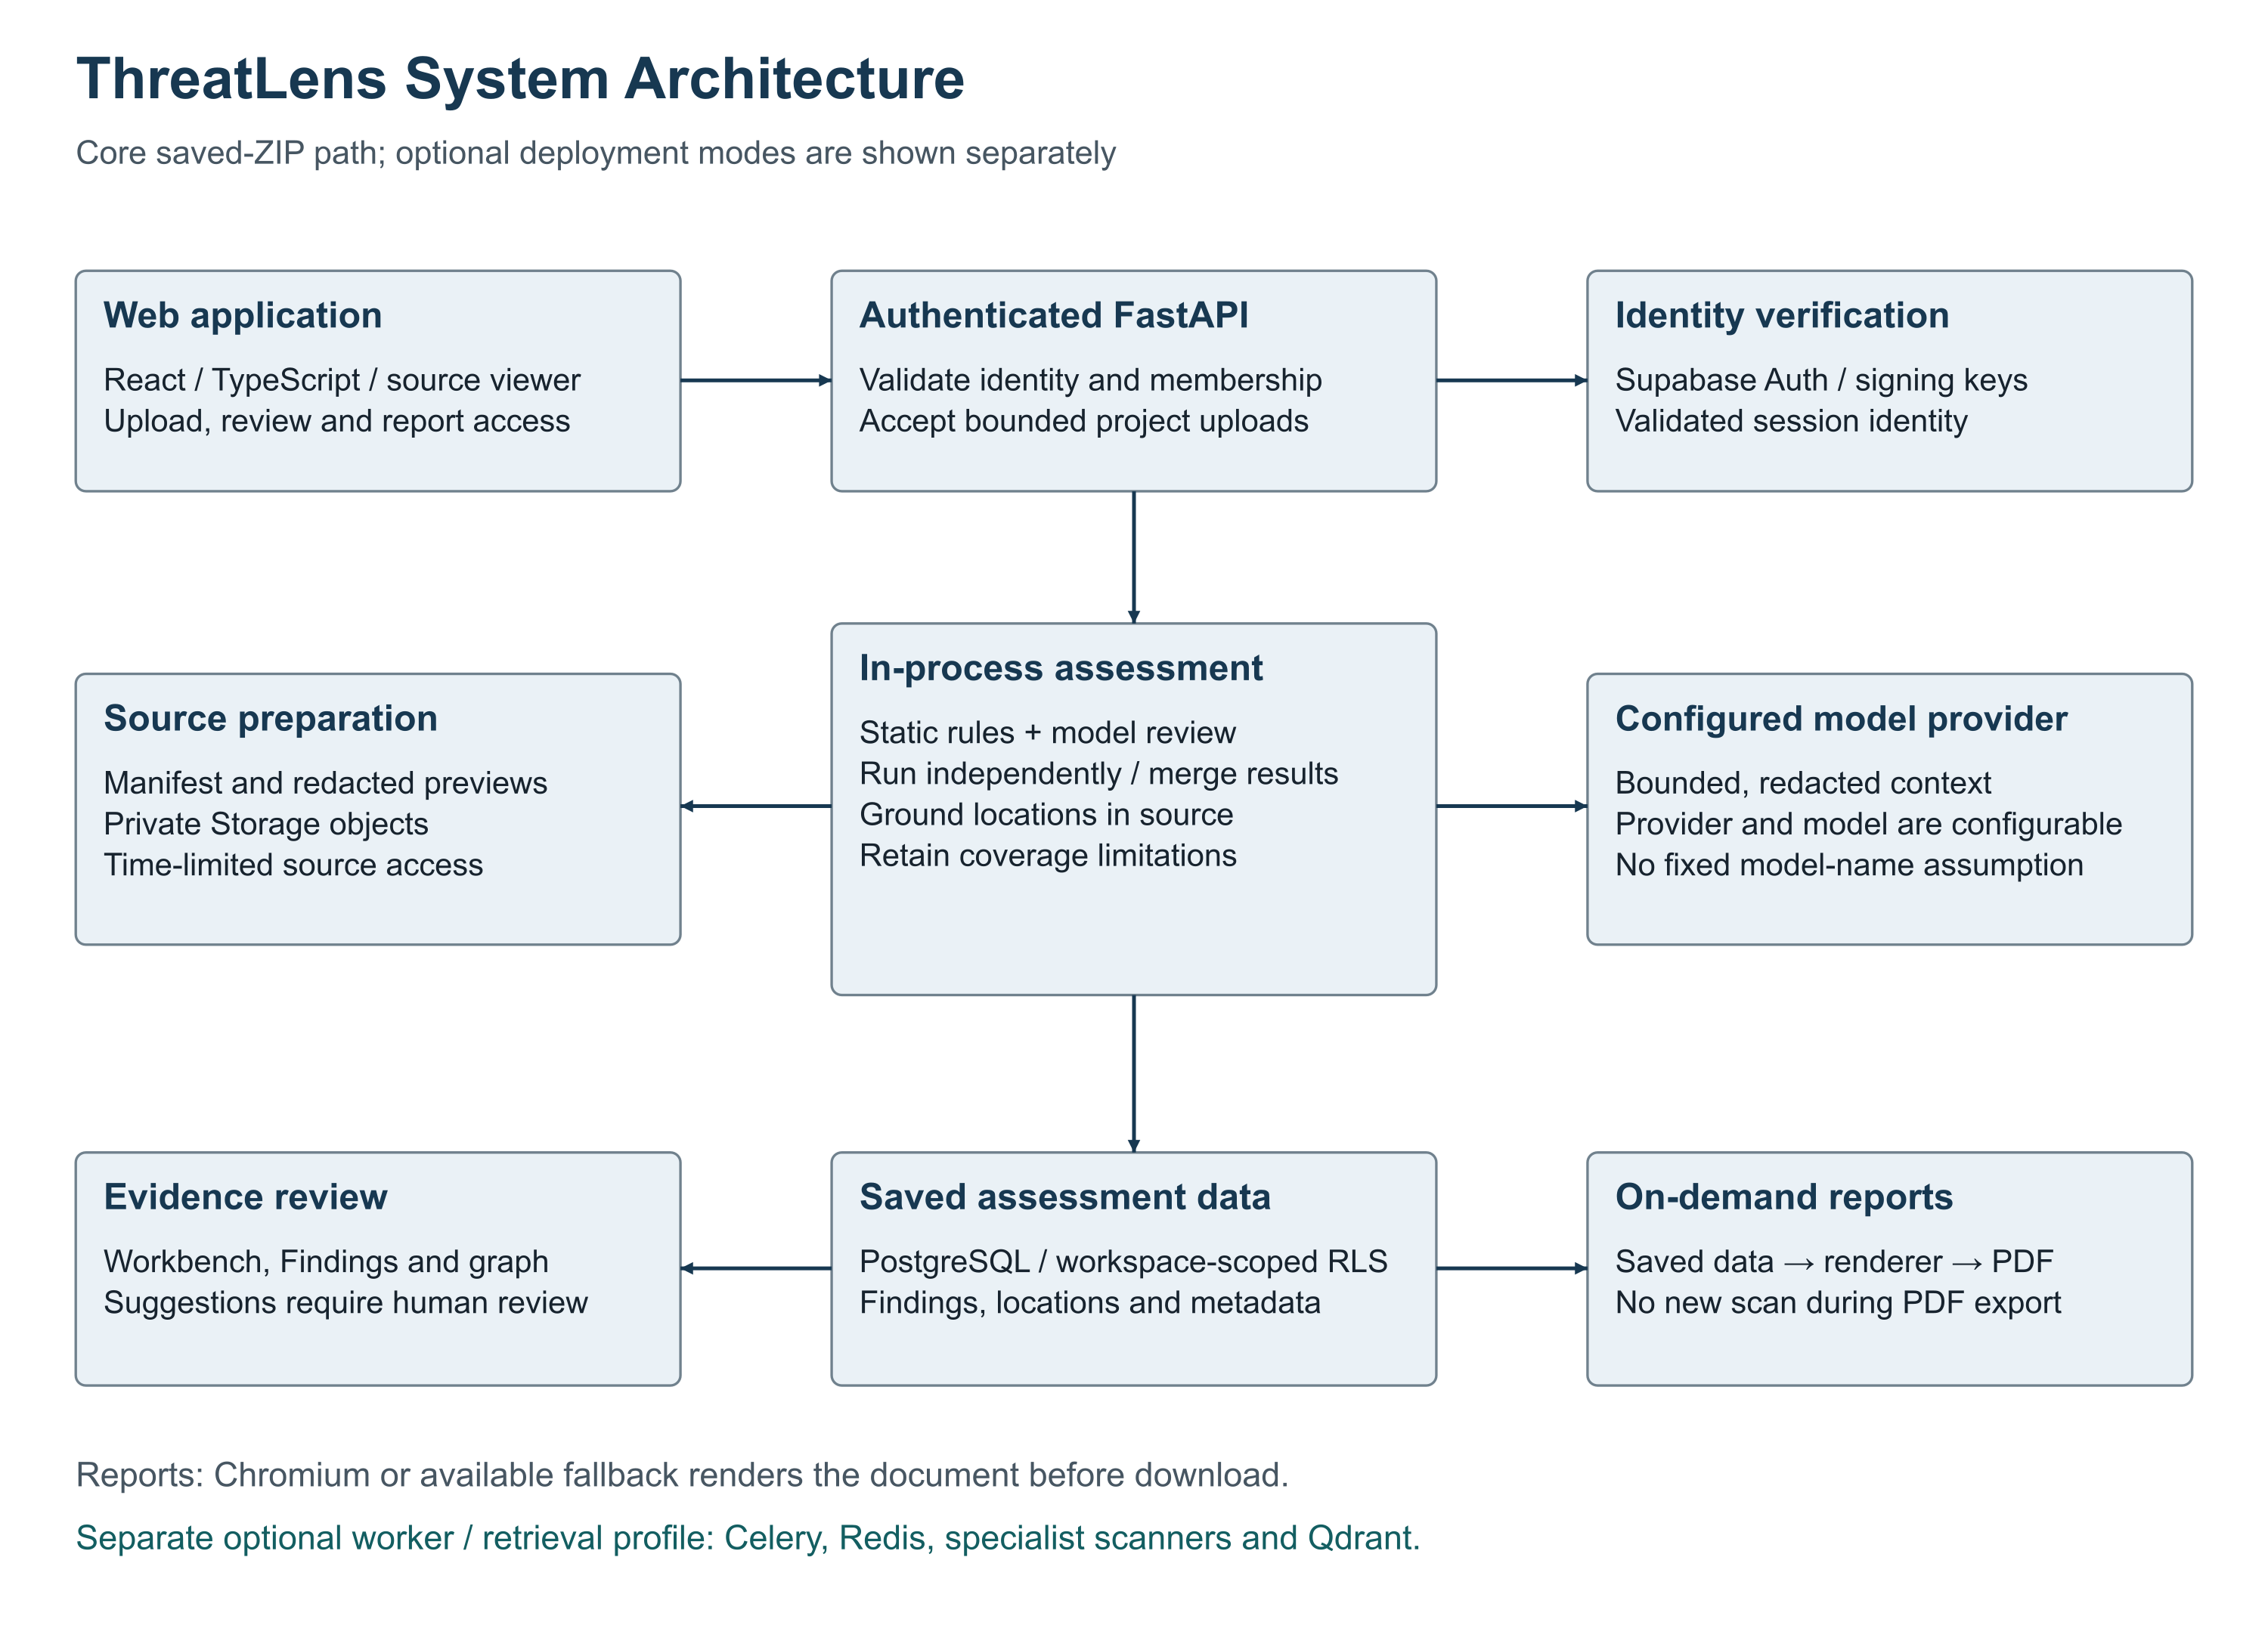 ThreatLens System Architecture
Core saved-ZIP path; optional deployment modes are shown separately
Web application
React / TypeScript / source viewer
Upload, review and report access
Authenticated FastAPI
Validate identity and membership
Accept bounded project uploads
Identity verification
Supabase Auth / signing keys
Validated session identity
Source preparation
Manifest and redacted previews
Private Storage objects
Time-limited source access
In-process assessment
Static rules + model review
Run independently / merge results
Ground locations in source
Retain coverage limitations
Configured model provider
Bounded, redacted context
Provider and model are configurable
No fixed model-name assumption
Evidence review
Workbench, Findings and graph
Suggestions require human review
Saved assessment data
PostgreSQL / workspace-scoped RLS
Findings, locations and metadata
On-demand reports
Saved data → renderer → PDF
No new scan during PDF export
Reports: Chromium or available fallback renders the document before download.
Separate optional worker / retrieval profile: Celery, Redis, specialist scanners and Qdrant.